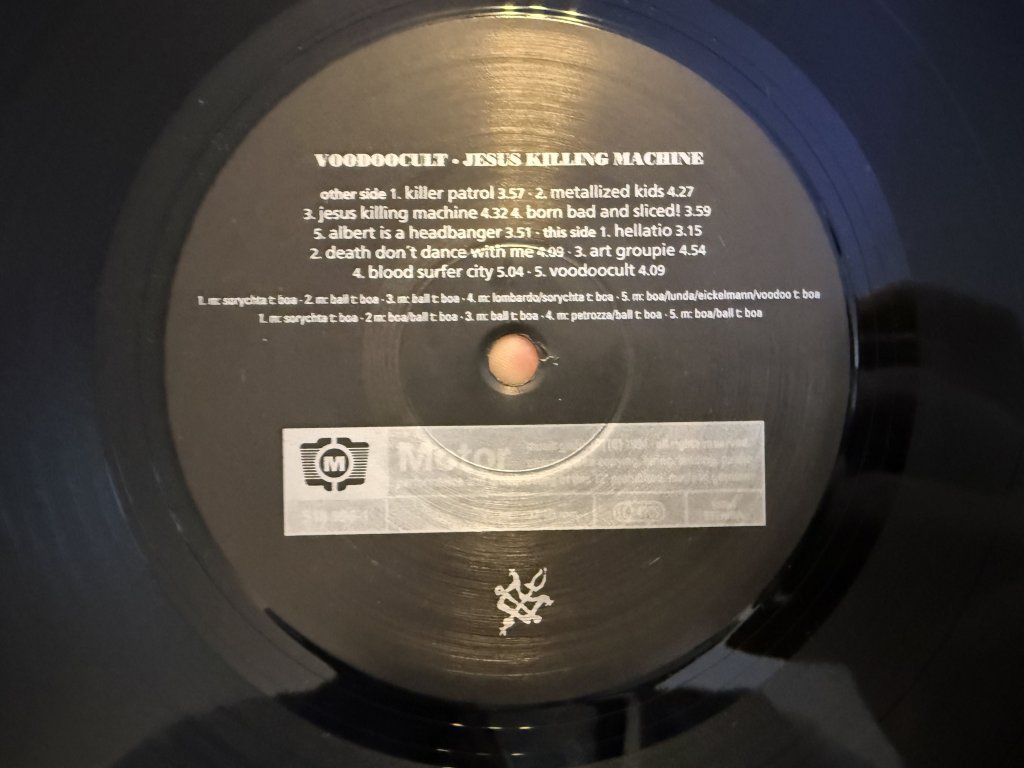 VOODOOCULT • JESUS KILLING MACHINE
other side 1. killer patrol 3.57 · 2. metallized kids 4.27
3. jesus killing machine 4.32 4. born bad and sliced! 3.59
5. albert is a headbanger 3.51 · this side 1. hellatio 3.15
2. death don´t dance with me 4.99 · 3. art groupie 4.54
4. blood surfer city 5.04 · 5. voodoocult 4.09
1. m: sorychta t: boa · 2. m: ball t: boa · 3. m: ball t: boa · 4. m: lombardo/sorychta t: boa · 5. m: boa/lunda/eickelmann/voodoo t: boa
1. m: sorychta t: boa · 2 m: boa/ball t: boa · 3. m: ball t: boa · 4. m: petrozza/ball t: boa · 5. m: boa/ball t: boa
M
Motor
all rights reserved.